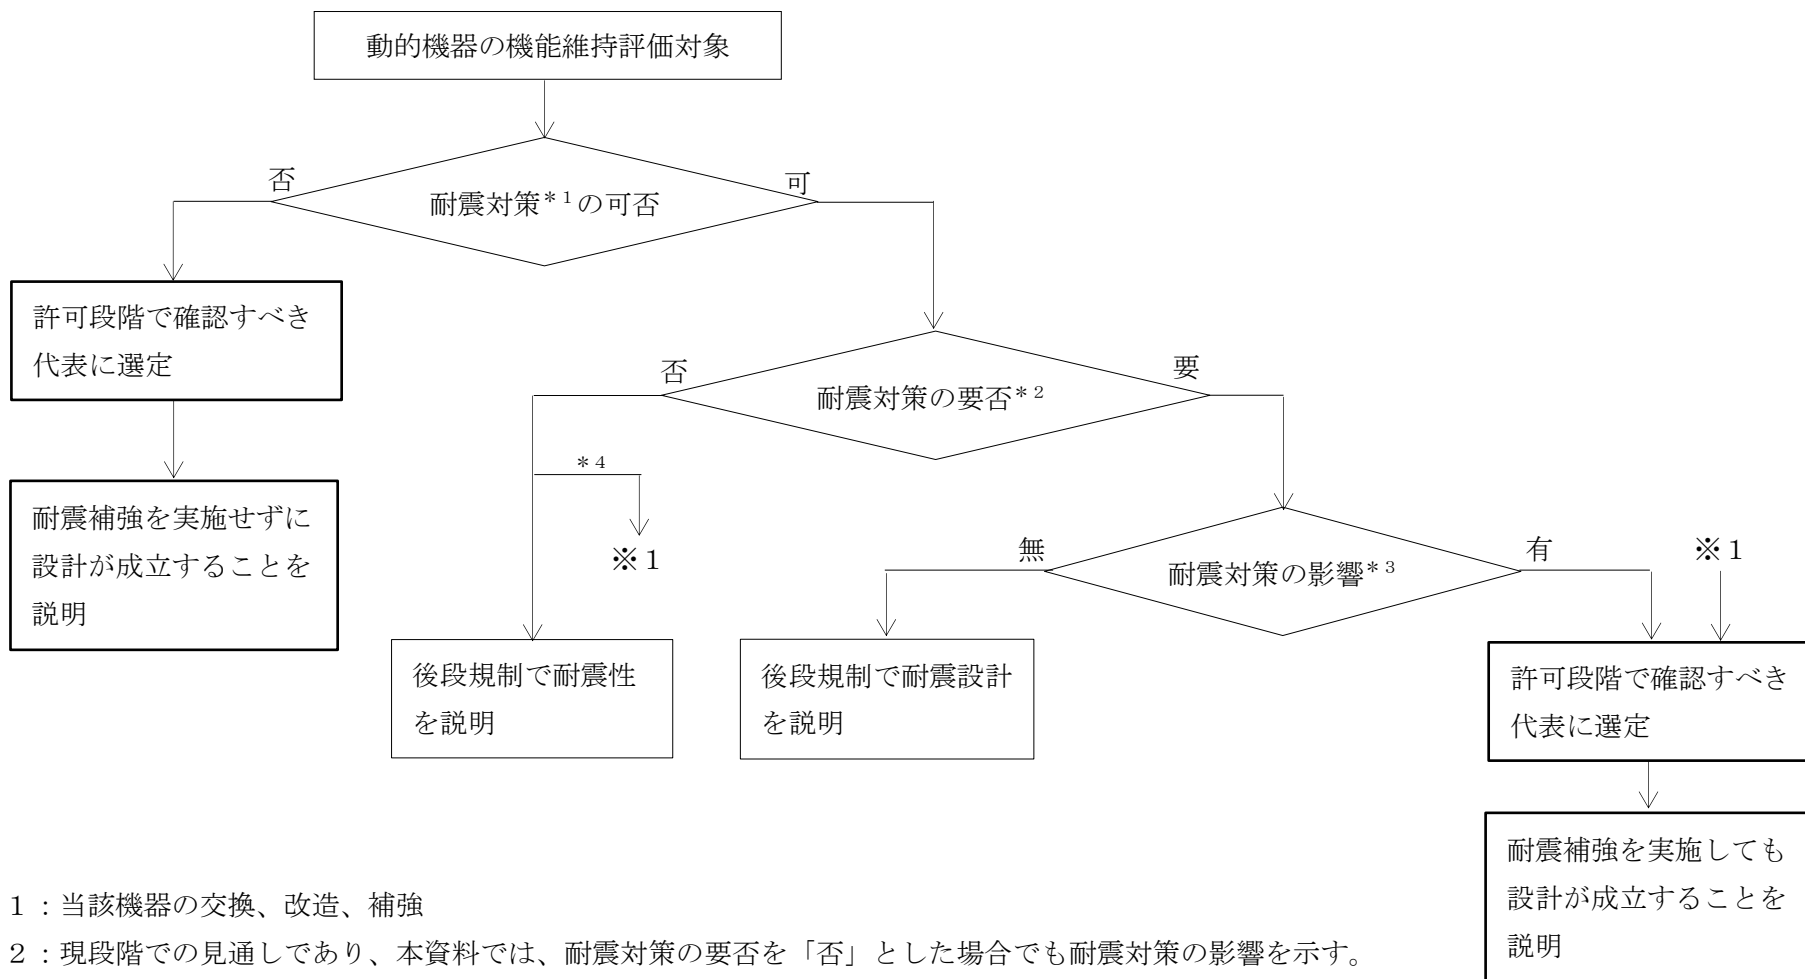 動的機器の機能維持評価対象
否
可
耐震対策*1の可否
許可段階で確認すべき
代表に選定
耐震補強を実施せずに
設計が成立することを
説明
否
要
耐震対策の要否*2
*4
※1
後段規制で耐震性
を説明
無
有
耐震対策の影響*3
※1
後段規制で耐震設計
を説明
許可段階で確認すべき
代表に選定
耐震補強を実施しても
設計が成立することを
説明
1:当該機器の交換、改造、補強
2:現段階での見通しであり、本資料では、耐震対策の要否を「否」とした場合でも耐震対策の影響を示す。